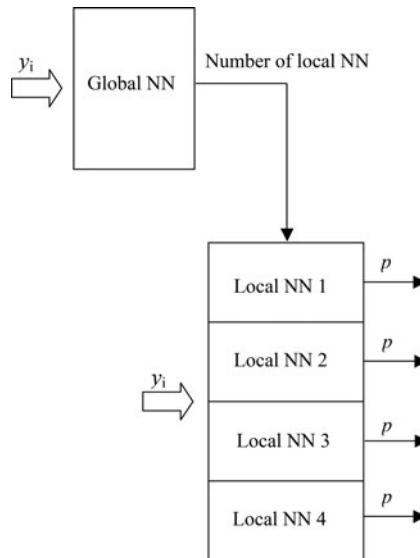 yi
Global NN
Number of local NN
Local NN 1
p
Local NN 2
p
yi
Local NN 3
p
Local NN 4
p